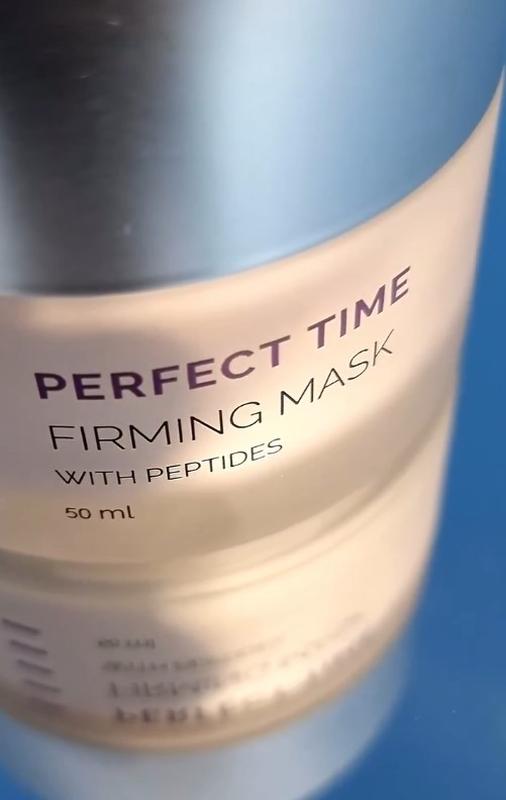 PERFECT TIME
FIRMING MASK
WITH PEPTIDES
50 ml